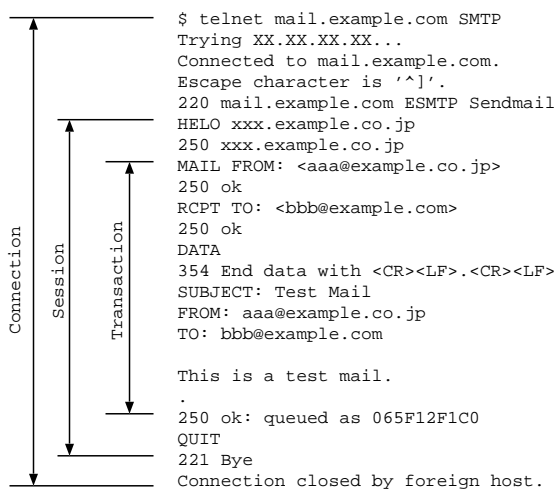 $ telnet mail.example.com SMTP
Trying XX.XX.XX.XX...
Connected to mail.example.com.
Escape character is '^]'.
220 mail.example.com ESMTP Sendmail
HELO xxx.example.co.jp
250 xxx.example.co.jp
MAIL FROM: <aaa@example.co.jp>
250 ok
RCPT TO: <bbb@example.com>
250 ok
DATA
354 End data with <CR><LF>.<CR><LF>
SUBJECT: Test Mail
FROM: aaa@example.co.jp
TO: bbb@example.com
This is a test mail.
.
250 ok: queued as 065F12F1C0
QUIT
221 Bye
Connection closed by foreign host.
Connection
Session
Transaction